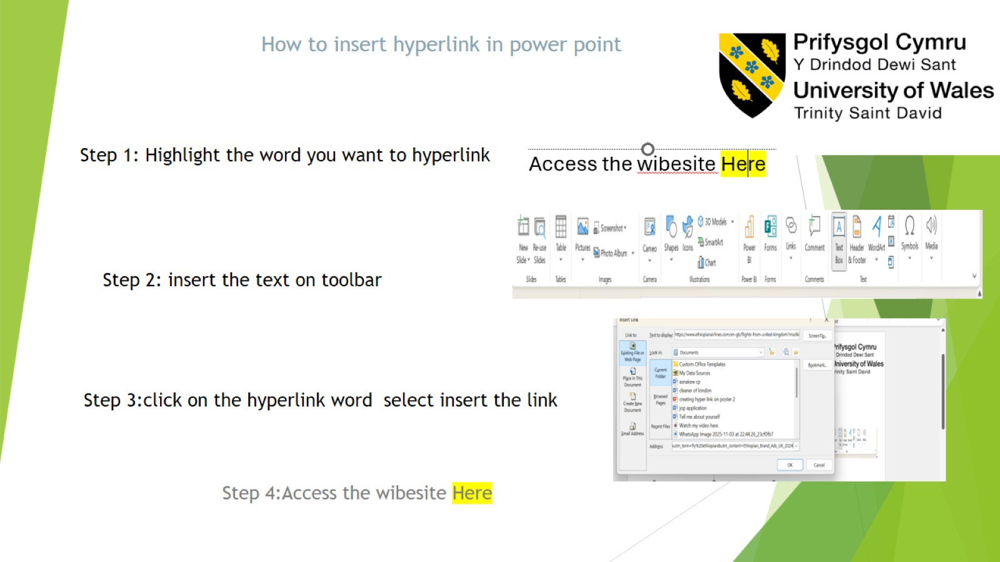 How to insert hyperlink in power point
Prifysgol Cymru
Y Drindod Dewi Sant
University of Wales
Trinity Saint David
Step 1: Highlight the word you want to hyperlink
Access the wibesite Here
Step 2: insert the text on toolbar
New Slide
Re-use Slides
Slides
Table
Tables
Pictures
Screenshot
Photo Album
Images
Cameo
Camera
Shapes
Icons
3D Models
SmartArt
Chart
Illustrations
Power BI
Power BI
Forms
Forms
Links
Comment
Comments
Text Box
Header & Footer
WordArt
Text
Symbols
Media
Step 3:click on the hyperlink word  select insert the link
Insert Link
Link to:
Text to display: https://www.ethiopianairlines.com/en-gb/flights-from-united-kingdom?msclki
ScreenTip...
Existing File or Web Page
Look in: Documents
Bookmark...
Place in This Document
Create New Document
Email Address
Current Folder
Browsed Pages
Recent Files
Custom Office Templates
My Data Sources
asnakew cp
cleaner of london
creating hyper link on poster 2
jop application
Tell me about yourself
Watch my video here
WhatsApp Image 2025-11-03 at 22.44.26_23cf0fb7
Address: &utm_term=fly%20ethiopian&utm_content=Ethiopian_Brand_Ads_UK_2024
OK
Cancel
Prifysgol Cymru
Drindod Dewi Sant
University of Wales
Trinity Saint David
Step 4:Access the wibesite Here